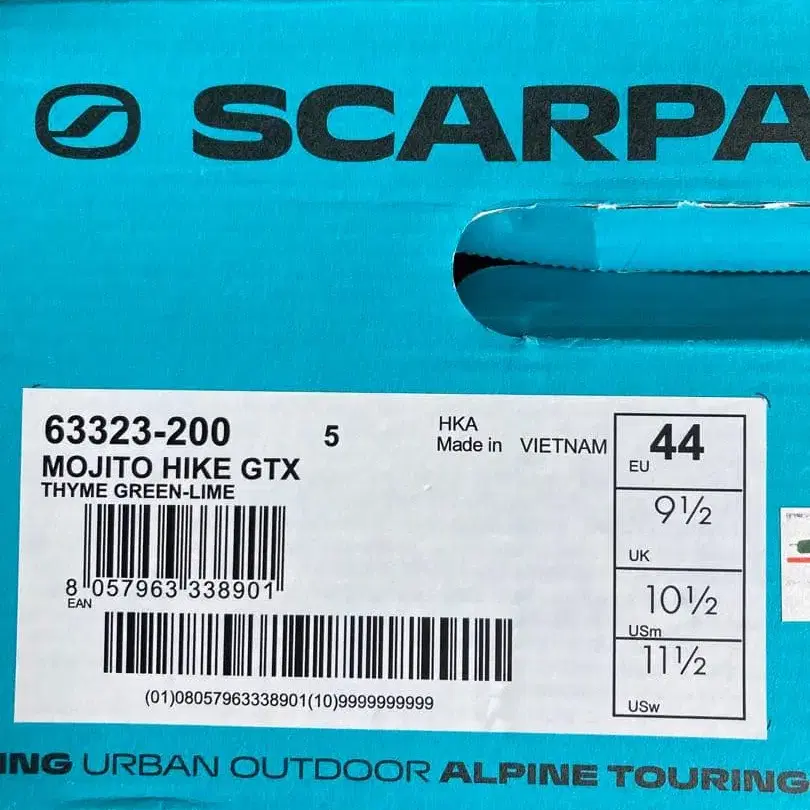 SCARPA
63323-200 5 HKA
Made in VIETNAM
MOJITO HIKE GTX
THYME GREEN-LIME
8 057963 338901
EAN
(01)08057963338901(10)9999999999
44
EU
9½
UK
10½
USm
11½
USw
ING URBAN OUTDOOR ALPINE TOURING